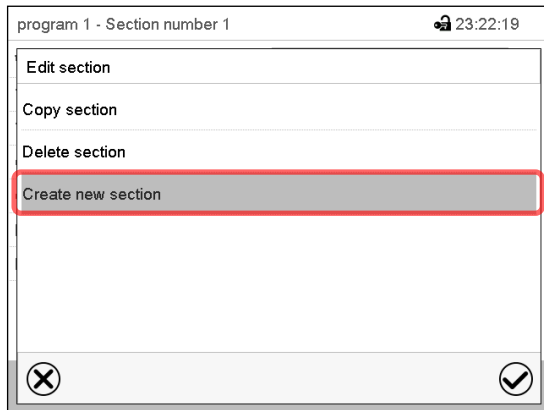 program 1 - Section number 1 23:22:19
Edit section
Copy section
Delete section
Create new section